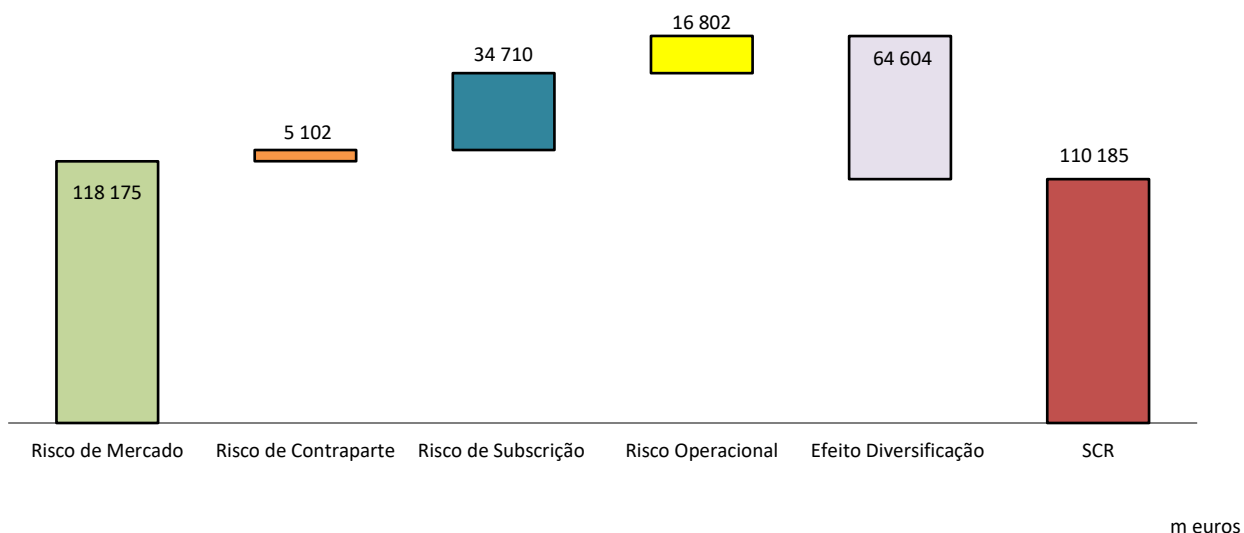 16 802
34 710
64 604
5 102
110 185
118 175
Risco de Mercado
Risco de Contraparte
Risco de Subscrição
Risco Operacional
Efeito Diversificação
SCR
m euros